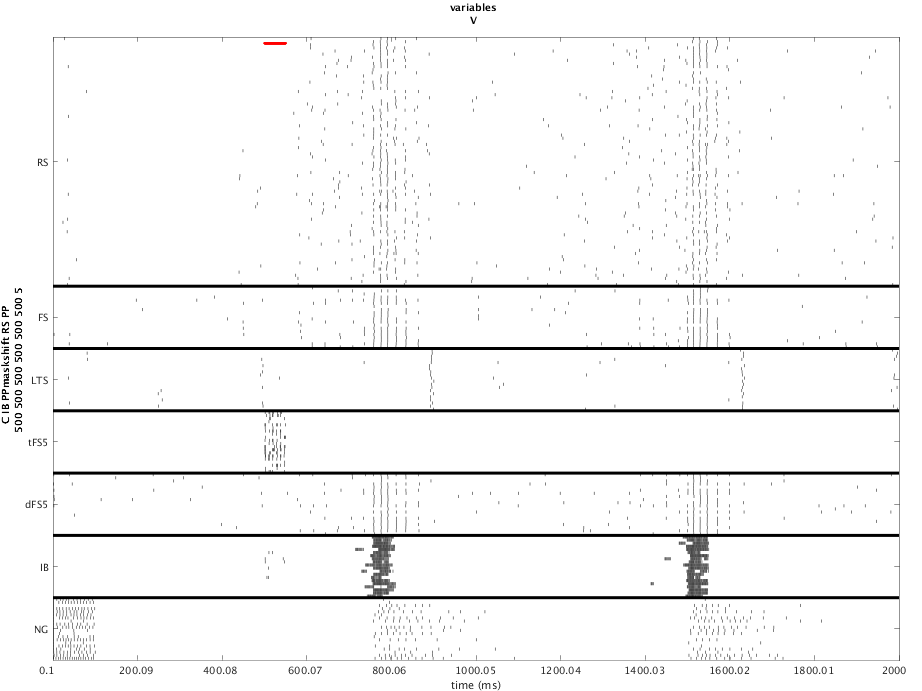 variables
V
C IB PPmaskshift RS PP
500 500 500 500 500 500 5
RS
FS
LTS
tFS5
dFS5
IB
NG
0.1 200.09 400.08 600.07 800.06 1000.05 1200.04 1400.03 1600.02 1800.01 2000
time (ms)